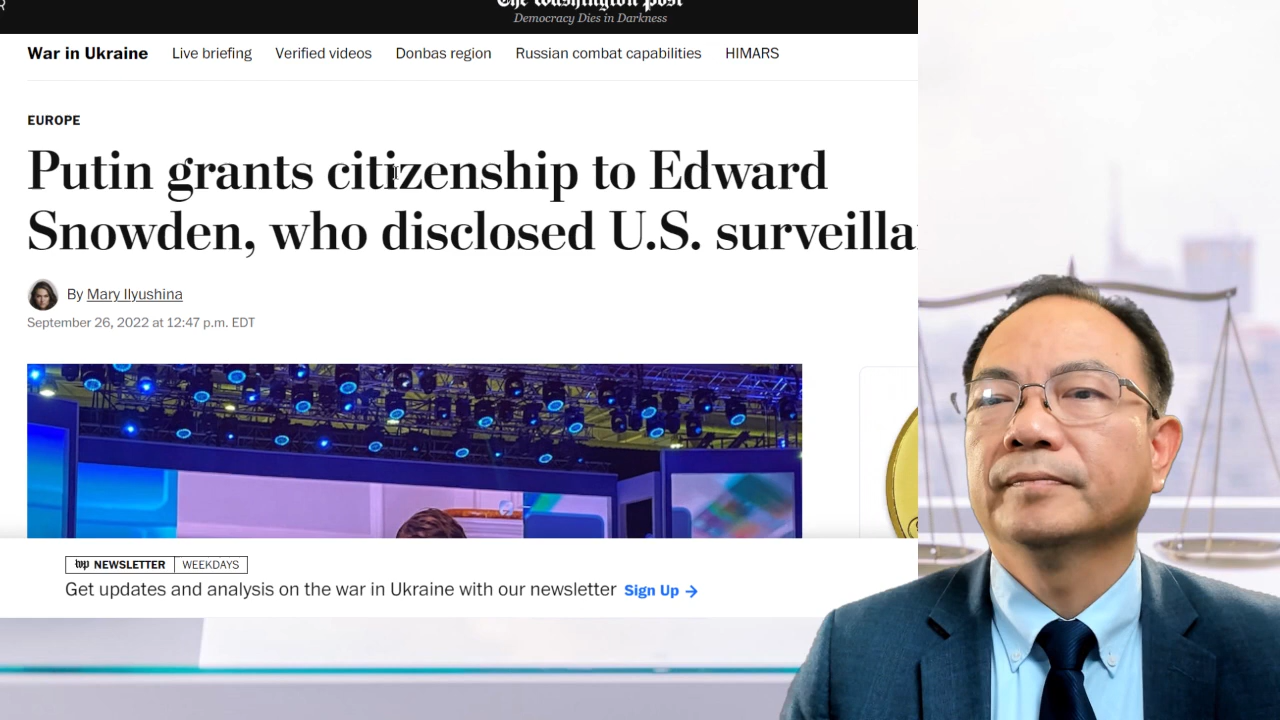 The Washington Post
Democracy Dies in Darkness
War in Ukraine Live briefing Verified videos Donbas region Russian combat capabilities HIMARS
EUROPE
Putin grants citizenship to Edward
Snowden, who disclosed U.S. surveilla
By Mary Ilyushina
September 26, 2022 at 12:47 p.m. EDT
wp NEWSLETTER WEEKDAYS
Get updates and analysis on the war in Ukraine with our newsletter Sign Up →